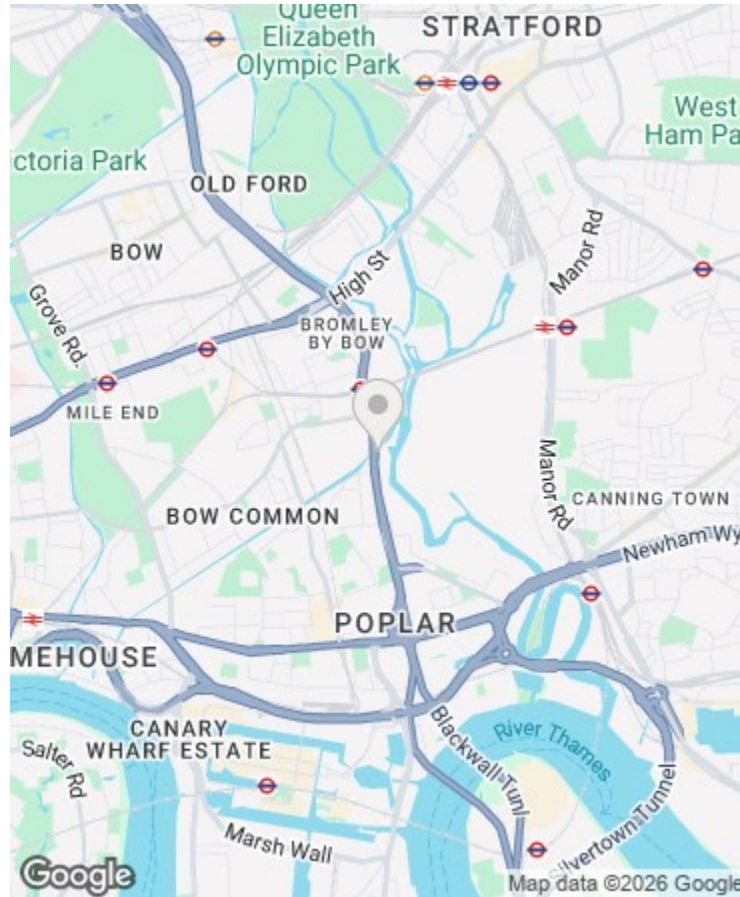 Queen
Elizabeth
Olympic Park
STRATFORD
West
Ham Pa
ictoria Park
OLD FORD
BOW
High St
Manor Rd
Grove Rd.
BROMLEY
BY BOW
MILE END
Manor Rd
CANNING TOWN
BOW COMMON
Newham Wy
POPLAR
MEHOUSE
CANARY
WHARF ESTATE
Salter Rd
Blackwall Tunl
River Thames
Silvertown Tunnel
Marsh Wall
Google
Map data ©2026 Google